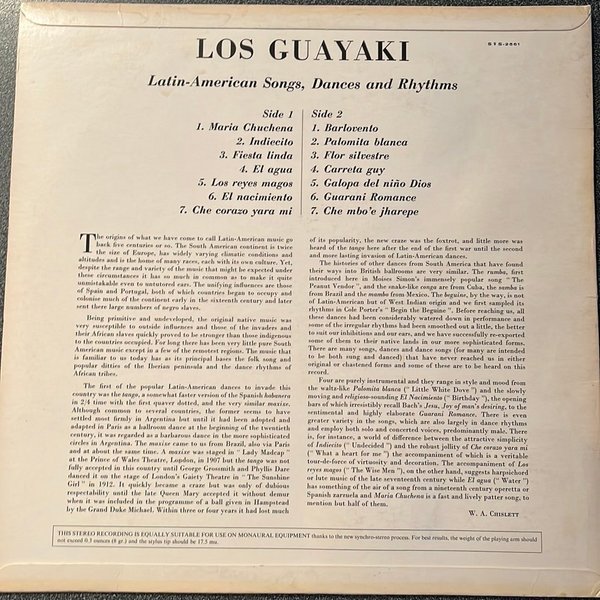 STS-2661
LOS GUAYAKI
Latin-American Songs, Dances and Rhythms
Side 1
1. Maria Chuchena
2. Indiecito
3. Fiesta linda
4. El agua
5. Los reyes magos
6. El nacimiento
7. Che corazo yara mi
Side 2
1. Barlovento
2. Palomita blanca
3. Flor silvestre
4. Carreta guy
5. Galopa del niño Dios
6. Guarani Romance
7. Che mbo'e jharepe
The origins of what we have come to call Latin-American music go
back five centuries or so. The South American continent is twice
the size of Europe, has widely varying climatic conditions and
altitudes and is the home of many races, each with its own culture. Yet,
despite the range and variety of the music that might be expected under
these circumstances it has so much in common as to make it quite
unmistakable even to untutored ears. The unifying influences are those
of Spain and Portugal, both of which countries began to occupy and
colonise much of the continent early in the sixteenth century and later
sent there large numbers of negro slaves.
Being primitive and undeveloped, the original native music was
very susceptible to outside influences and those of the invaders and
their African slaves quickly proved to be stronger than those indigenous
to the countries occupied. For long there has been very little pure South
American music except in a few of the remotest regions. The music that
is familiar to us today has as its principal bases the folk song and
popular ditties of the Iberian peninsula and the dance rhythms of
African tribes.
The first of the popular Latin-American dances to invade this
country was the tango, a somewhat faster version of the Spanish habanera
in 2/4 time with the first quaver dotted, and the very similar maxixe.
Although common to several countries, the former seems to have
settled most firmly in Argentina but until it had been adopted and
adapted in Paris as a ballroom dance at the beginning of the twentieth
century, it was regarded as a barbarous dance in the more sophisticated
circles in Argentina. The maxixe came to us from Brazil, also via Paris
and at about the same time. A maxixe was staged in " Lady Madcap "
at the Prince of Wales Theatre, London, in 1907 but the tango was not
fully accepted in this country until George Grossmith and Phyllis Dare
danced it on the stage of London's Gaiety Theatre in " The Sunshine
Girl " in 1912. It quickly became a craze but was only of dubious
respectability until the late Queen Mary accepted it without demur
when it was included in the programme of a ball given in Hampstead
by the Grand Duke Michael. Within three or four years it had lost much
of its popularity, the new craze was the foxtrot, and little more was
heard of the tango here after the end of the first war until the second
and more lasting invasion of Latin-American dances.
The histories of other dances from South America that have found
their ways into British ballrooms are very similar. The rumba, first
introduced here in Moises Simon's immensely popular song " The
Peanut Vendor ", and the snake-like conga are from Cuba, the samba is
from Brazil and the mambo from Mexico. The beguine, by the way, is not
of Latin-American but of West Indian origin and we first sampled its
rhythm in Cole Porter's " Begin the Beguine ". Before reaching us, all
these dances had been considerably watered down in performance and
some of the irregular rhythms had been smoothed out a little, the better
to suit our inhibitions and our ears, and we have successfully re-exported
some of them to their native lands in our more sophisticated forms.
There are many songs, dances and dance songs (for many are intended
to be both sung and danced) that have never reached us in either
original or chastened forms and some of these are to be heard on this
record.
Four are purely instrumental and they range in style and mood from
the waltz-like Palomita blanca (" Little White Dove ") and the slowly
moving and religious-sounding El Nacimiento (" Birthday "), the opening
bars of which irresistibly recall Bach's Jesu, Joy of man's desiring, to the
sentimental and highly elaborate Guarani Romance. There is even
greater variety in the songs, which are also largely in dance rhythms
and employ both solo and concerted voices, predominantly male. There
is, for instance, a world of difference between the attractive simplicity
of Indiecito (" Undecided ") and the robust jollity of Che corazo yara mi
(" What a heart for me ") the accompaniment of which is a veritable
tour-de-force of virtuosity and decoration. The accompaniment of Los
reyes magos (" The Wise Men "), on the other hand, suggests harpsichord
or lute music of the late seventeenth century while El agua (" Water ")
has something of the air of a song from a nineteenth century operetta or
Spanish zarzuela and Maria Chuchena is a fast and lively patter song, to
mention but half of them.
W. A. CHISLETT
THIS STEREO RECORDING IS EQUALLY SUITABLE FOR USE ON MONAURAL EQUIPMENT thanks to the new synchro-stereo process. For best results, the weight of the playing arm should
not exceed 0.3 ounces (8 gr.) and the stylus tip should be 17.5 mu.